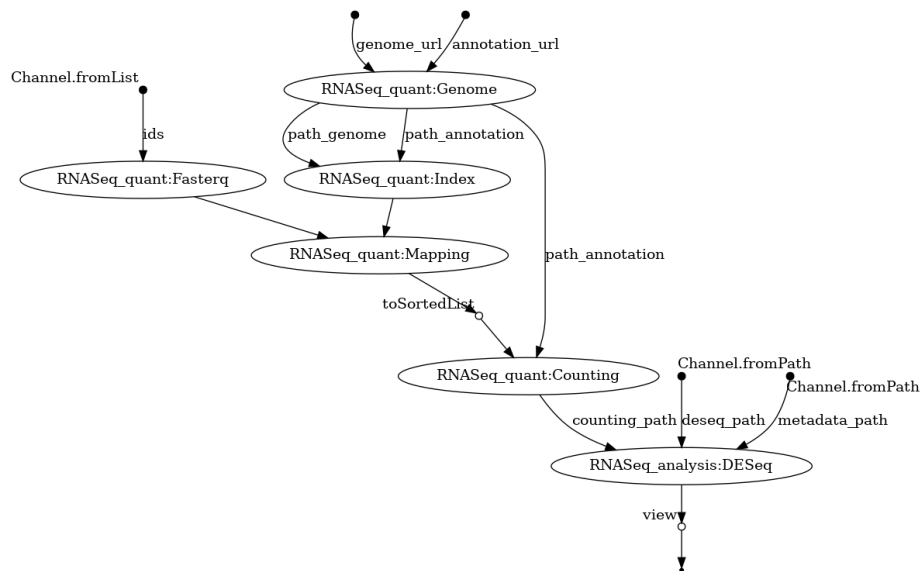 genome_url
annotation_url
Channel.fromList
RNASeq_quant:Genome
ids
path_genome
path_annotation
RNASeq_quant:Fasterq
RNASeq_quant:Index
RNASeq_quant:Mapping
path_annotation
toSortedList
Channel.fromPath
RNASeq_quant:Counting
Channel.fromPath
counting_path
deseq_path
metadata_path
RNASeq_analysis:DESeq
view